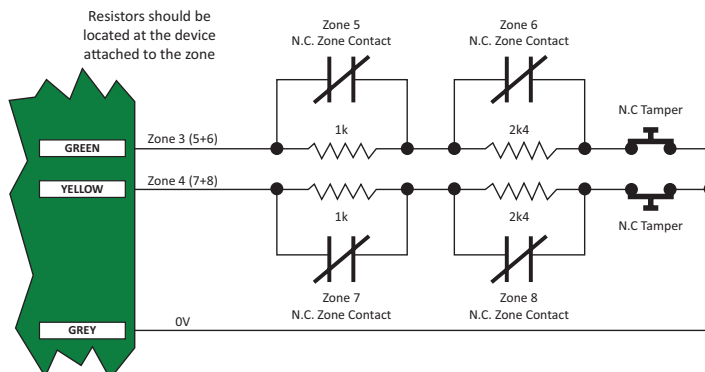 Resistors should be
located at the device
attached to the zone
Zone 5
N.C. Zone Contact
Zone 6
N.C. Zone Contact
N.C Tamper
1k
2k4
GREEN
Zone 3 (5+6)
YELLOW
Zone 4 (7+8)
1k
2k4
N.C Tamper
Zone 7
N.C. Zone Contact
Zone 8
N.C. Zone Contact
GREY
0V